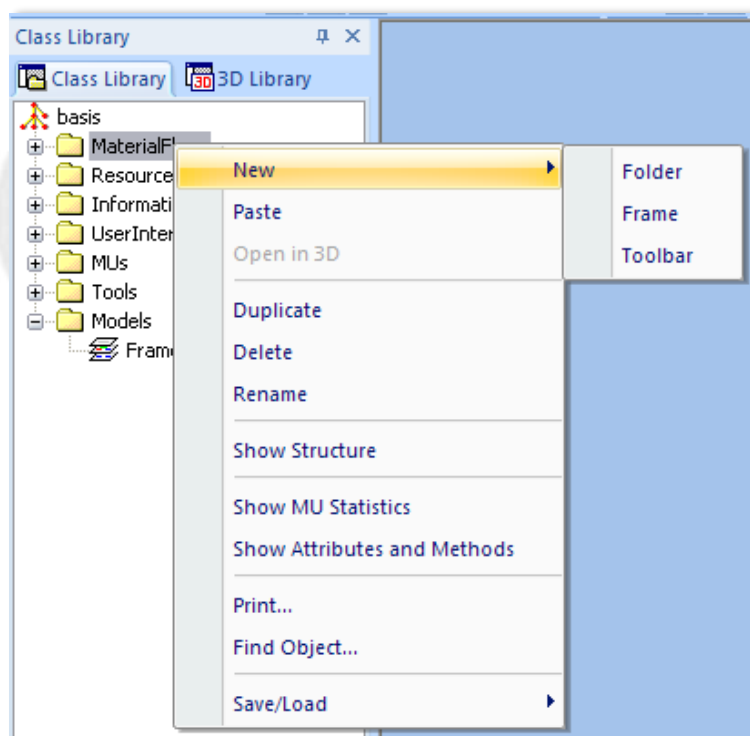 Class Library
Class Library 3D Library
basis
MaterialFl
Resource
Informati
UserInter
MUs
Tools
Models
Fram
New
Paste
Open in 3D
Duplicate
Delete
Rename
Show Structure
Show MU Statistics
Show Attributes and Methods
Print...
Find Object...
Save/Load
Folder
Frame
Toolbar